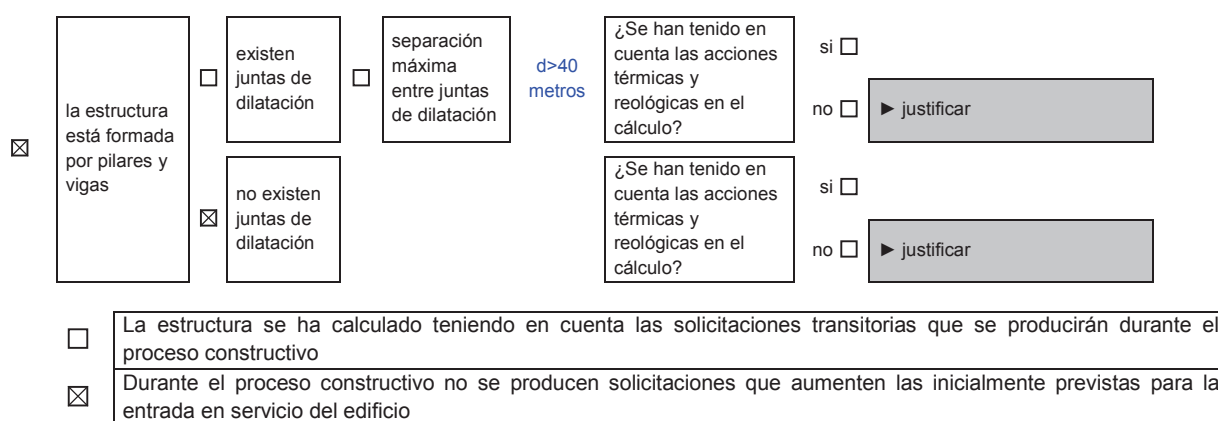 ☒
la estructura
está formada
por pilares y
vigas
☐
existen
juntas de
dilatación
☐
separación
máxima
entre juntas
de dilatación
d>40
metros
¿Se han tenido en
cuenta las acciones
térmicas y
reológicas en el
cálculo?
si ☐
no ☐
► justificar
☒
no existen
juntas de
dilatación
¿Se han tenido en
cuenta las acciones
térmicas y
reológicas en el
cálculo?
si ☐
no ☐
► justificar
☐
La estructura se ha calculado teniendo en cuenta las solicitaciones transitorias que se producirán durante el
proceso constructivo
☒
Durante el proceso constructivo no se producen solicitaciones que aumenten las inicialmente previstas para la
entrada en servicio del edificio